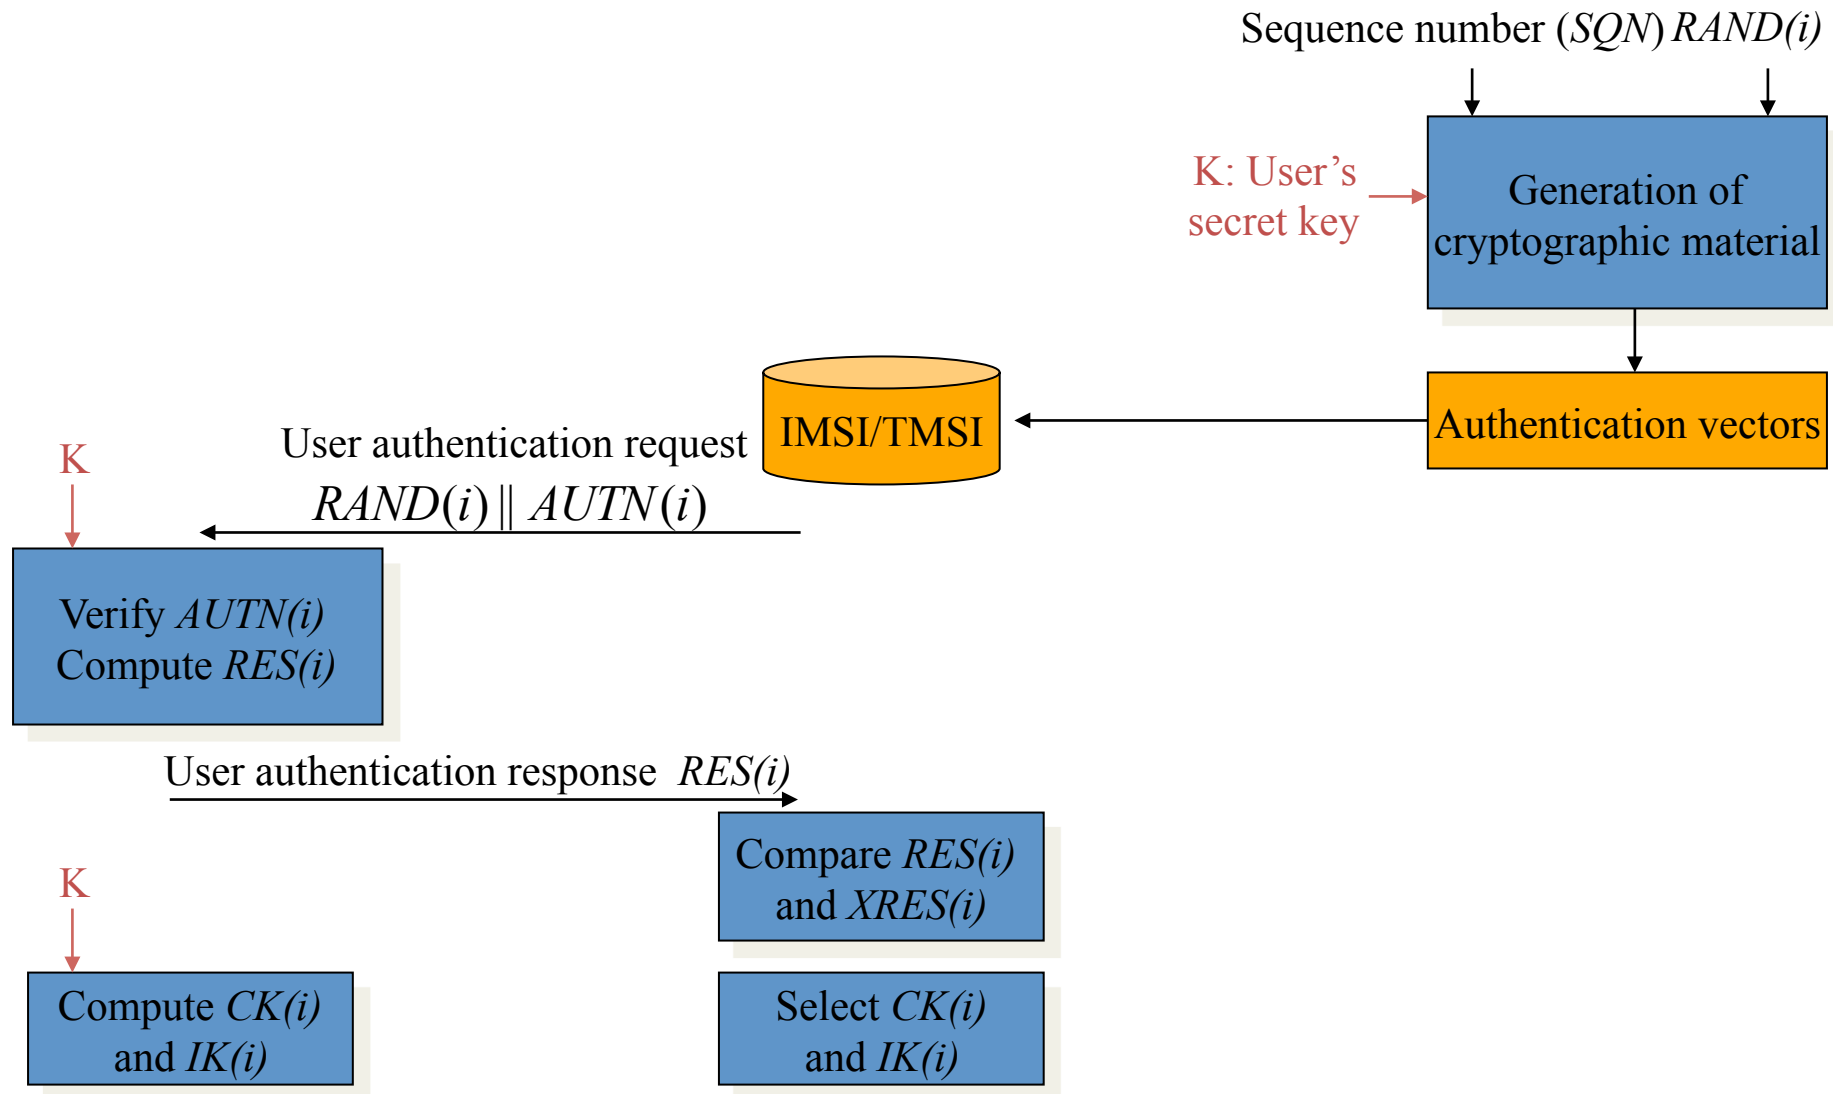 Sequence number (SQN) RAND(i)
K: User’s
secret key
Generation of
cryptographic material
IMSI/TMSI
Authentication vectors
User authentication request
RAND(i) || AUTN(i)
K
Verify AUTN(i)
Compute RES(i)
User authentication response RES(i)
Compare RES(i)
and XRES(i)
K
Compute CK(i)
and IK(i)
Select CK(i)
and IK(i)